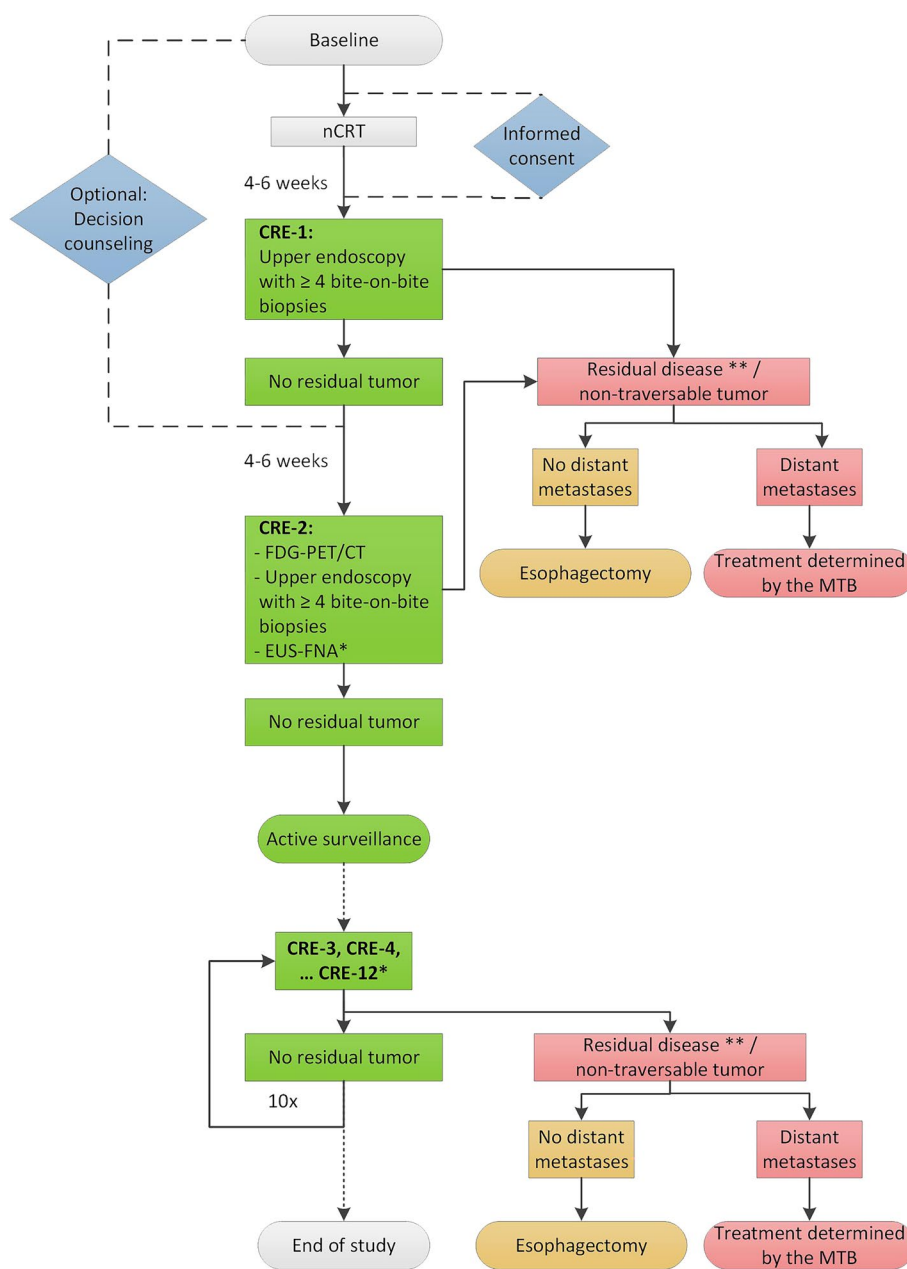 Baseline
nCRT
Informed
consent
4-6 weeks
Optional:
Decision
counseling
CRE-1:
Upper endoscopy
with ≥ 4 bite-on-bite
biopsies
No residual tumor
Residual disease ** /
non-traversable tumor
4-6 weeks
No distant
metastases
Distant
metastases
CRE-2:
- FDG-PET/CT
- Upper endoscopy
with ≥ 4 bite-on-bite
biopsies
- EUS-FNA*
Esophagectomy
Treatment determined
by the MTB
No residual tumor
Active surveillance
CRE-3, CRE-4,
... CRE-12*
No residual tumor
Residual disease ** /
non-traversable tumor
10x
No distant
metastases
Distant
metastases
End of study
Esophagectomy
Treatment determined
by the MTB